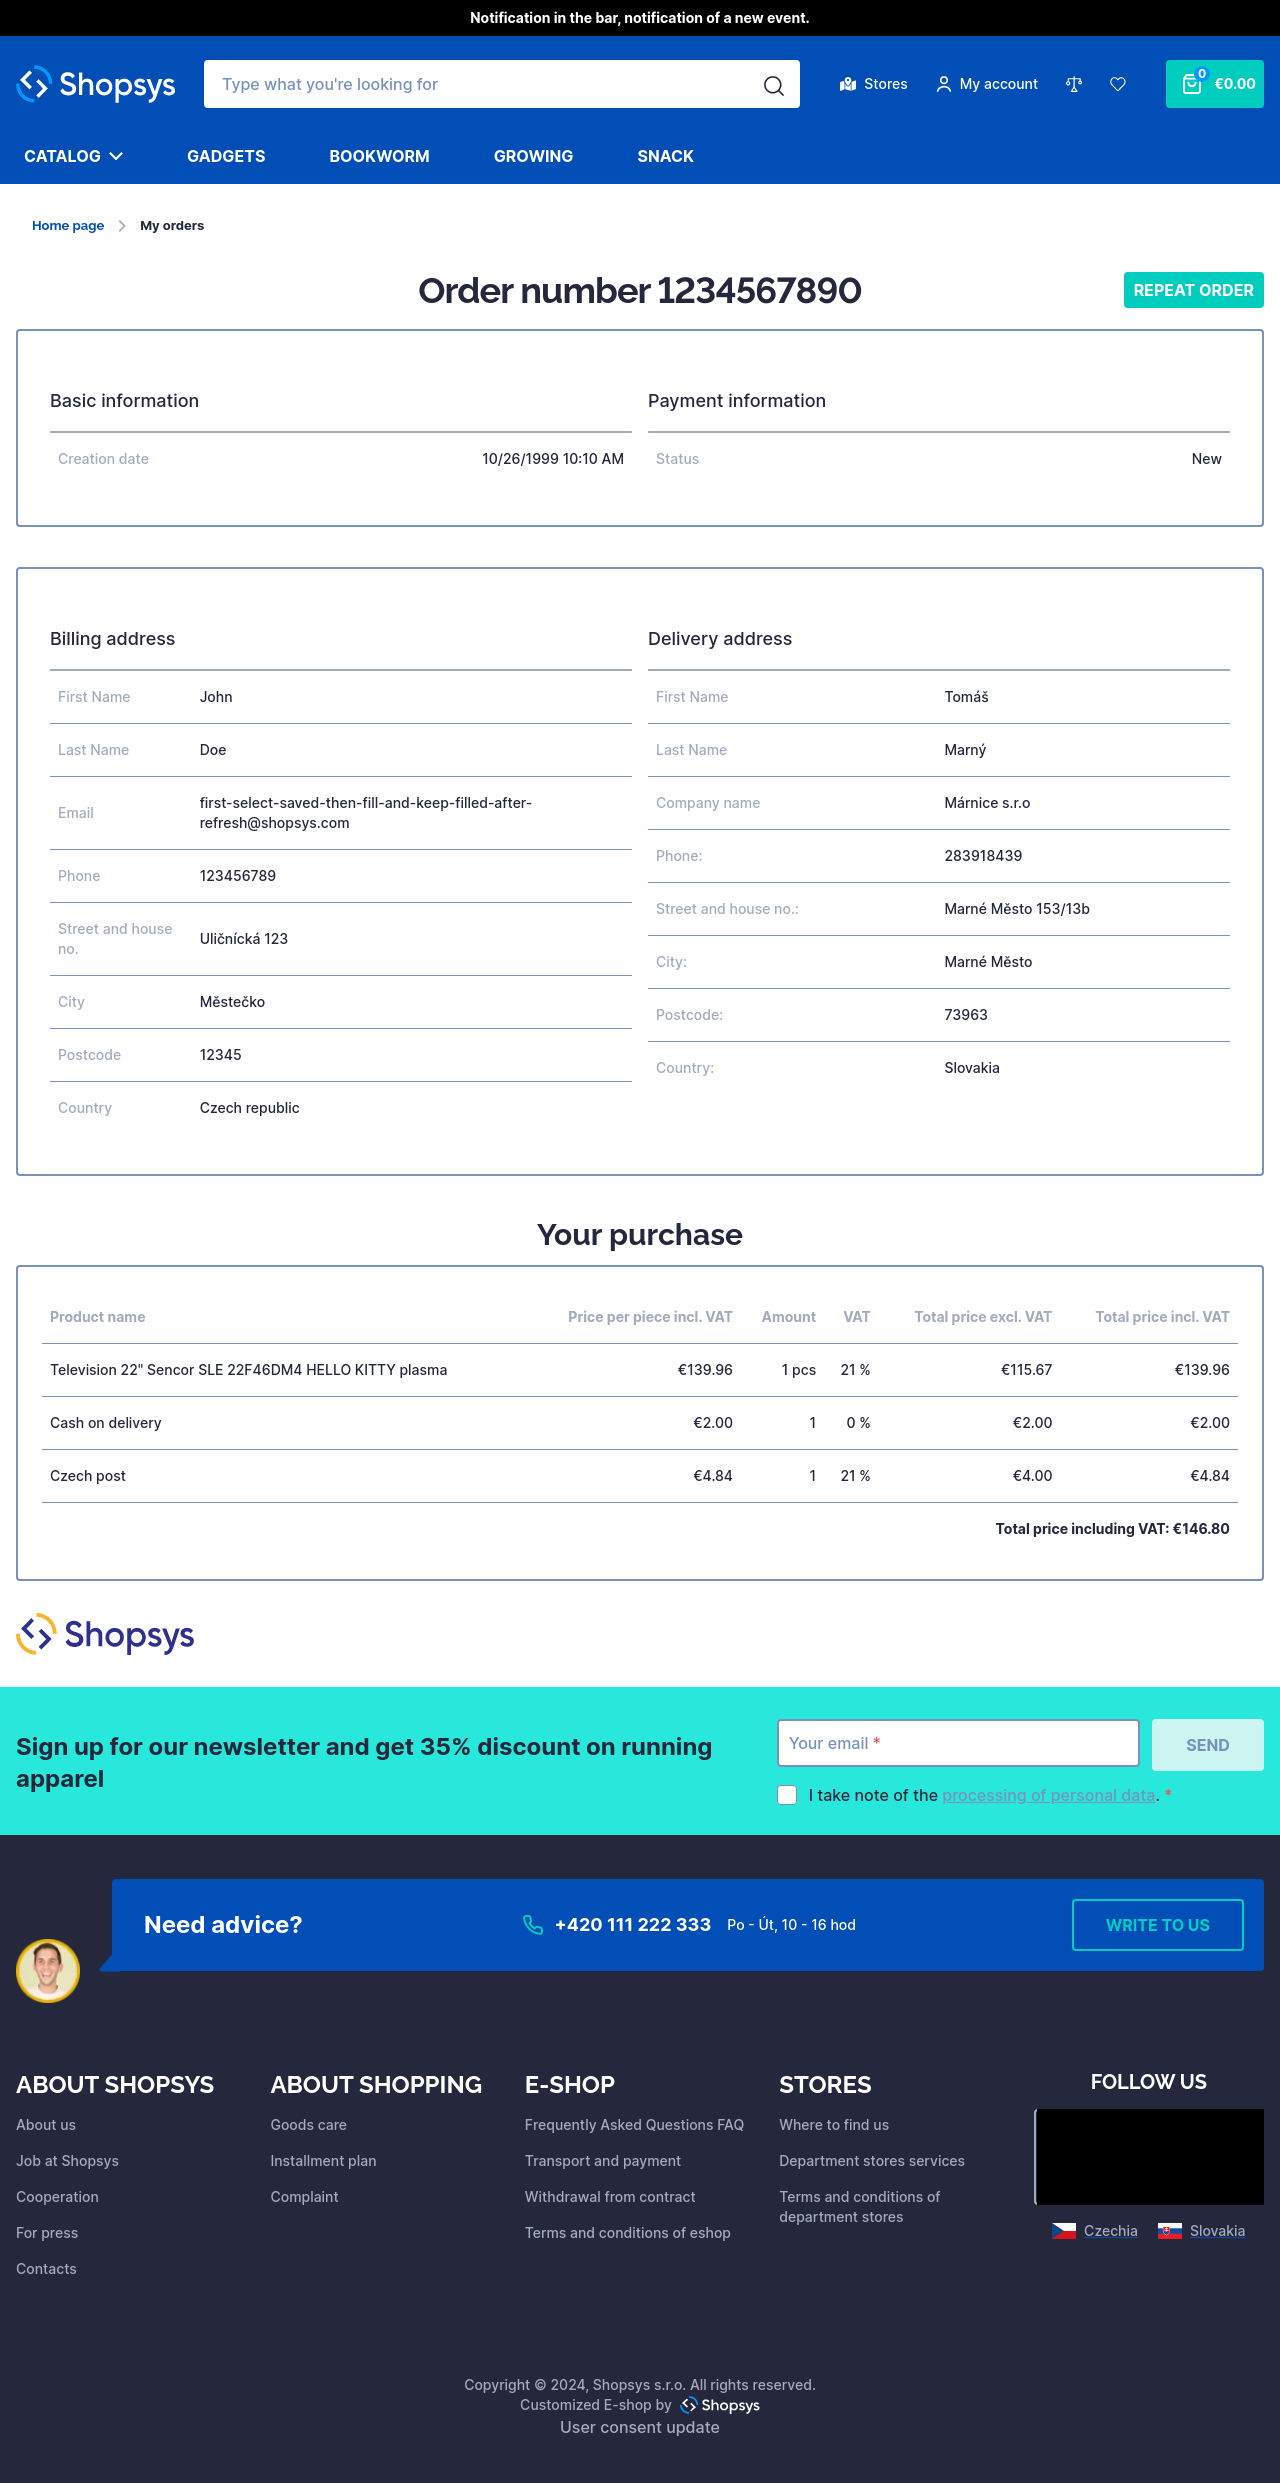 Notification in the bar, notification of a new event.
Shopsys
Type what you're looking for
Stores
My account
0
€0.00
CATALOG
GADGETS
BOOKWORM
GROWING
SNACK
Home page
My orders
Order number 1234567890
REPEAT ORDER
Basic information
Creation date 10/26/1999 10:10 AM
Payment information
Status New
Billing address
First Name John
Last Name Doe
Email first-select-saved-then-fill-and-keep-filled-after-
refresh@shopsys.com
Phone 123456789
Street and house
no. Uličnícká 123
City Městečko
Postcode 12345
Country Czech republic
Delivery address
First Name Tomáš
Last Name Marný
Company name Márnice s.r.o
Phone: 283918439
Street and house no.: Marné Město 153/13b
City: Marné Město
Postcode: 73963
Country: Slovakia
Your purchase
Product name Price per piece incl. VAT Amount VAT Total price excl. VAT Total price incl. VAT
Television 22" Sencor SLE 22F46DM4 HELLO KITTY plasma €139.96 1 pcs 21 % €115.67 €139.96
Cash on delivery €2.00 1 0 % €2.00 €2.00
Czech post €4.84 1 21 % €4.00 €4.84
Total price including VAT: €146.80
Shopsys
Sign up for our newsletter and get 35% discount on running
apparel
Your email *
SEND
I take note of the processing of personal data. *
Need advice?
+420 111 222 333
Po - Út, 10 - 16 hod
WRITE TO US
ABOUT SHOPSYS
About us
Job at Shopsys
Cooperation
For press
Contacts
ABOUT SHOPPING
Goods care
Installment plan
Complaint
E-SHOP
Frequently Asked Questions FAQ
Transport and payment
Withdrawal from contract
Terms and conditions of eshop
STORES
Where to find us
Department stores services
Terms and conditions of
department stores
FOLLOW US
Czechia
Slovakia
Copyright © 2024, Shopsys s.r.o. All rights reserved.
Customized E-shop by Shopsys
User consent update